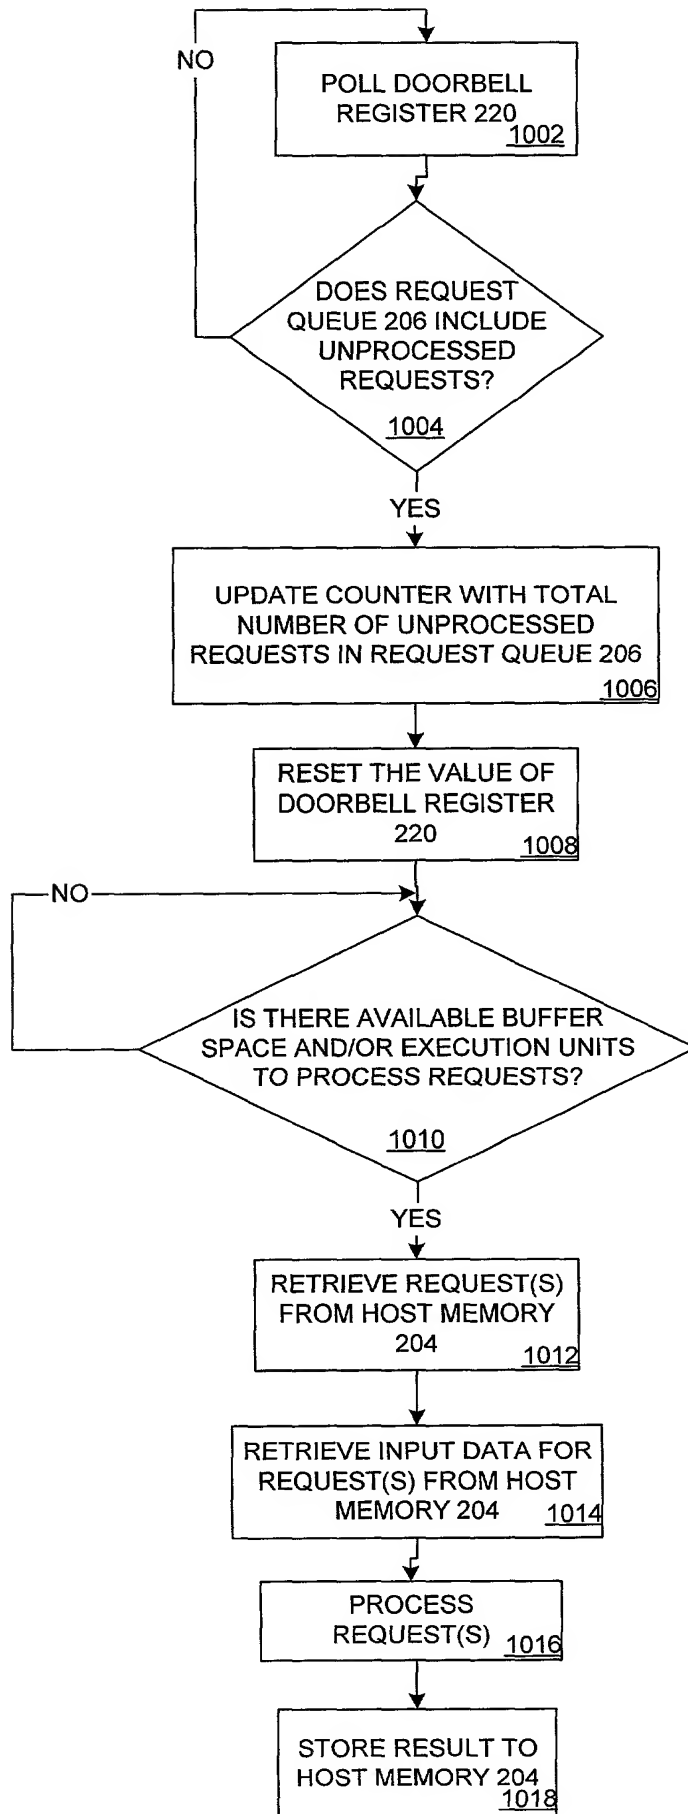 NO
POLL DOORBELL
REGISTER 220
1002
DOES REQUEST
QUEUE 206 INCLUDE
UNPROCESSED
REQUESTS?
1004
YES
UPDATE COUNTER WITH TOTAL
NUMBER OF UNPROCESSED
REQUESTS IN REQUEST QUEUE 206
1006
RESET THE VALUE OF
DOORBELL REGISTER
220
1008
NO
IS THERE AVAILABLE BUFFER
SPACE AND/OR EXECUTION UNITS
TO PROCESS REQUESTS?
1010
YES
RETRIEVE REQUEST(S)
FROM HOST MEMORY
204
1012
RETRIEVE INPUT DATA FOR
REQUEST(S) FROM HOST
MEMORY 204
1014
PROCESS
REQUEST(S)
1016
STORE RESULT TO
HOST MEMORY 204
1018